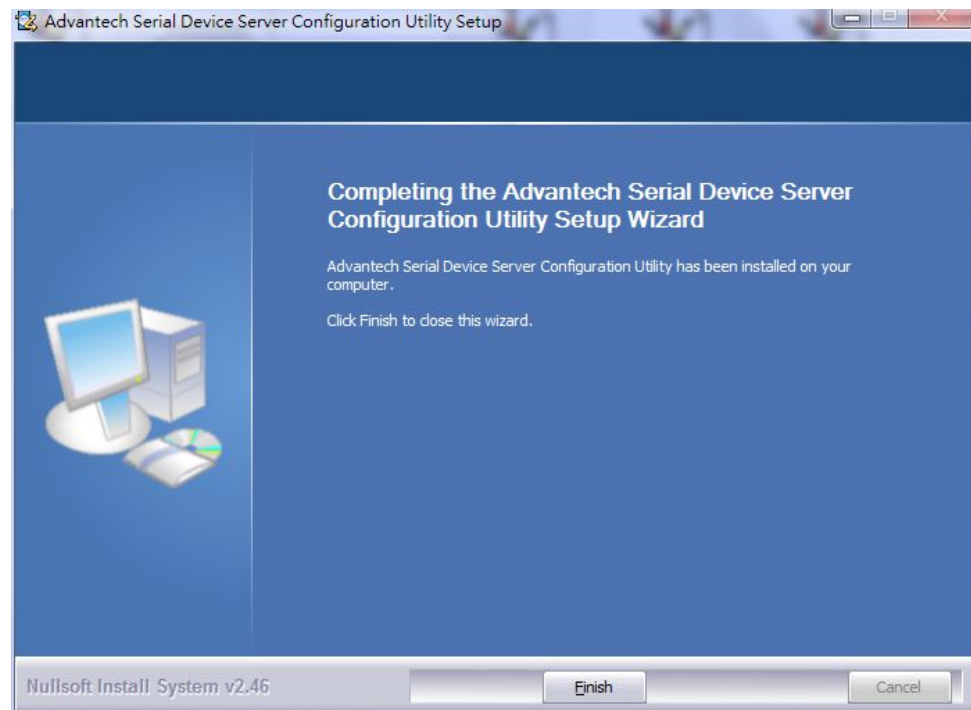 Advantech Serial Device Server Configuration Utility Setup
Completing the Advantech Serial Device Server
Configuration Utility Setup Wizard
Advantech Serial Device Server Configuration Utility has been installed on your
computer.
Click Finish to close this wizard.
Nullsoft Install System v2.46
Finish
Cancel